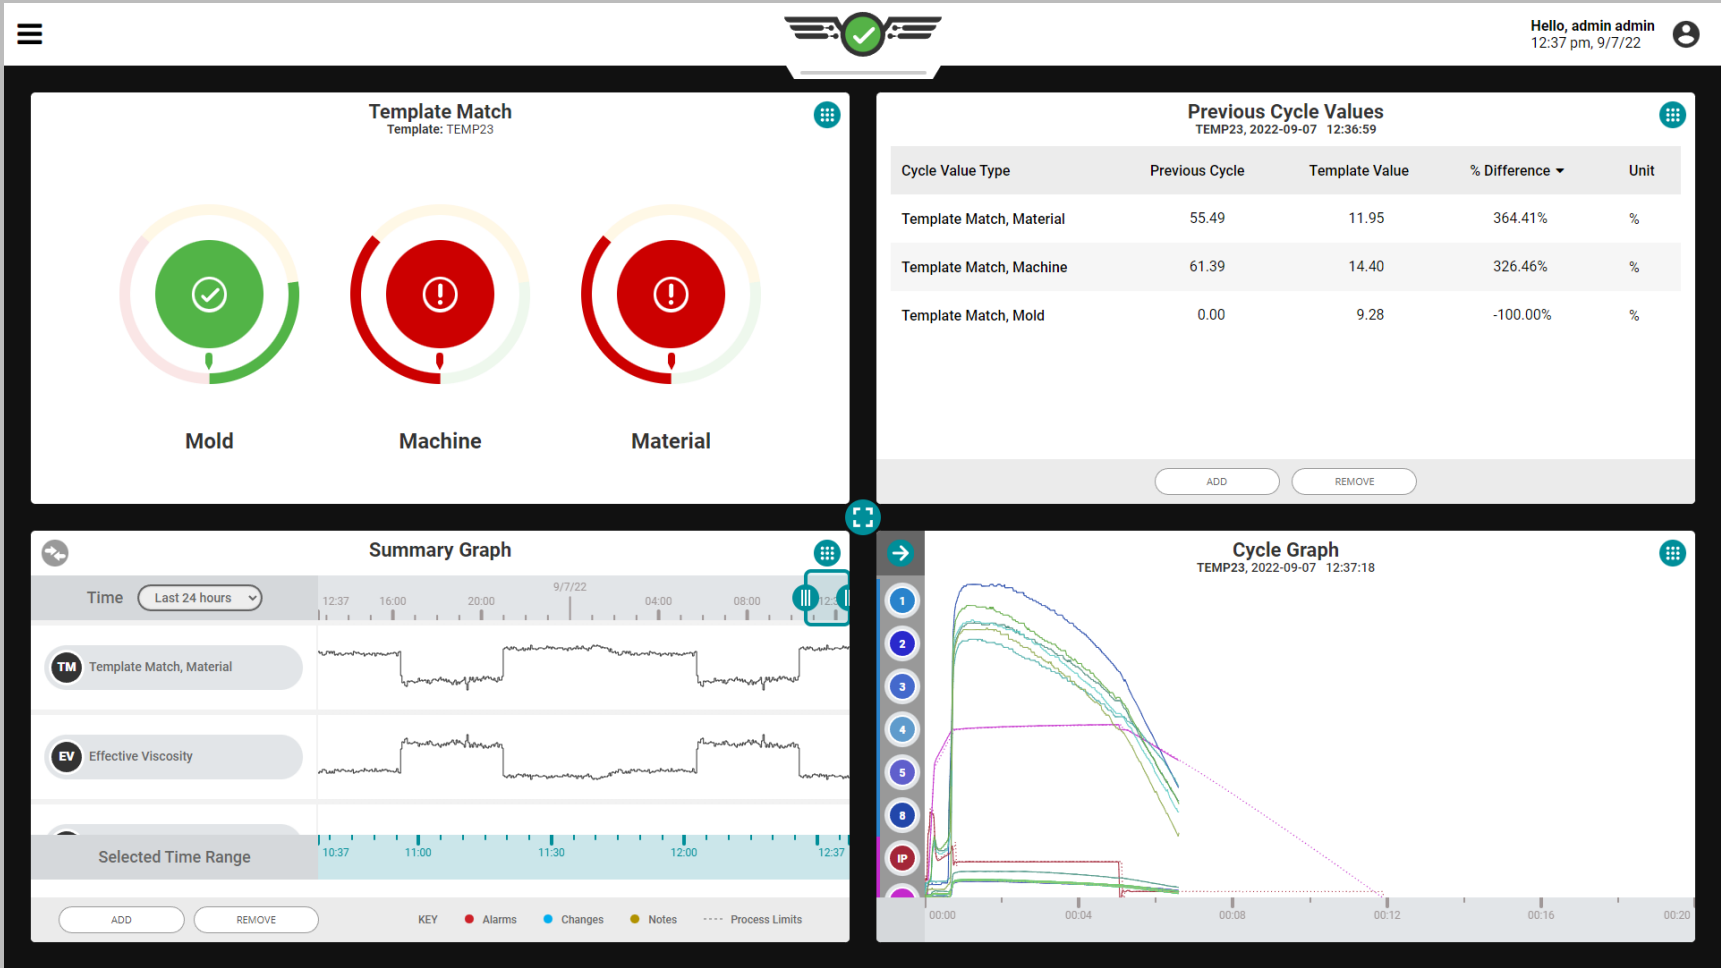 Hello, admin admin
12:37 pm, 9/7/22
Template Match
Template: TEMP23
Mold
Machine
Material
Previous Cycle Values
TEMP23, 2022-09-07 12:36:59
Cycle Value Type Previous Cycle Template Value % Difference Unit
Template Match, Material 55.49 11.95 364.41% %
Template Match, Machine 61.39 14.40 326.46% %
Template Match, Mold 0.00 9.28 -100.00% %
ADD REMOVE
Summary Graph
Time Last 24 hours
9/7/22
12:37 16:00 20:00 04:00 08:00
TM Template Match, Material
EV Effective Viscosity
Selected Time Range
10:37 11:00 11:30 12:00 12:37
ADD REMOVE
KEY Alarms Changes Notes Process Limits
Cycle Graph
TEMP23, 2022-09-07 12:37:18
1
2
3
4
5
8
IP
00:00 00:04 00:08 00:12 00:16 00:20